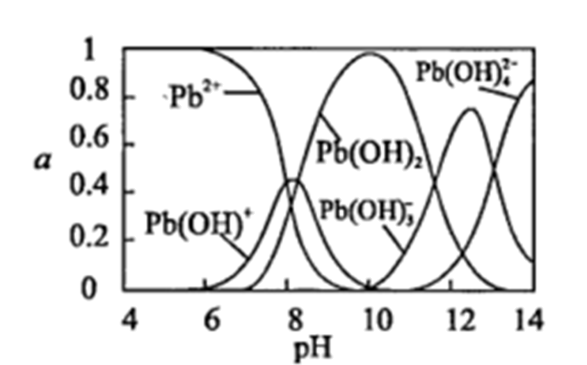 1
0.8
0.6
0.4
0.2
0
a
Pb²⁺
Pb(OH)₄²⁻
Pb(OH)₂
Pb(OH)⁺
Pb(OH)₃⁻
4 6 8 10 12 14
pH